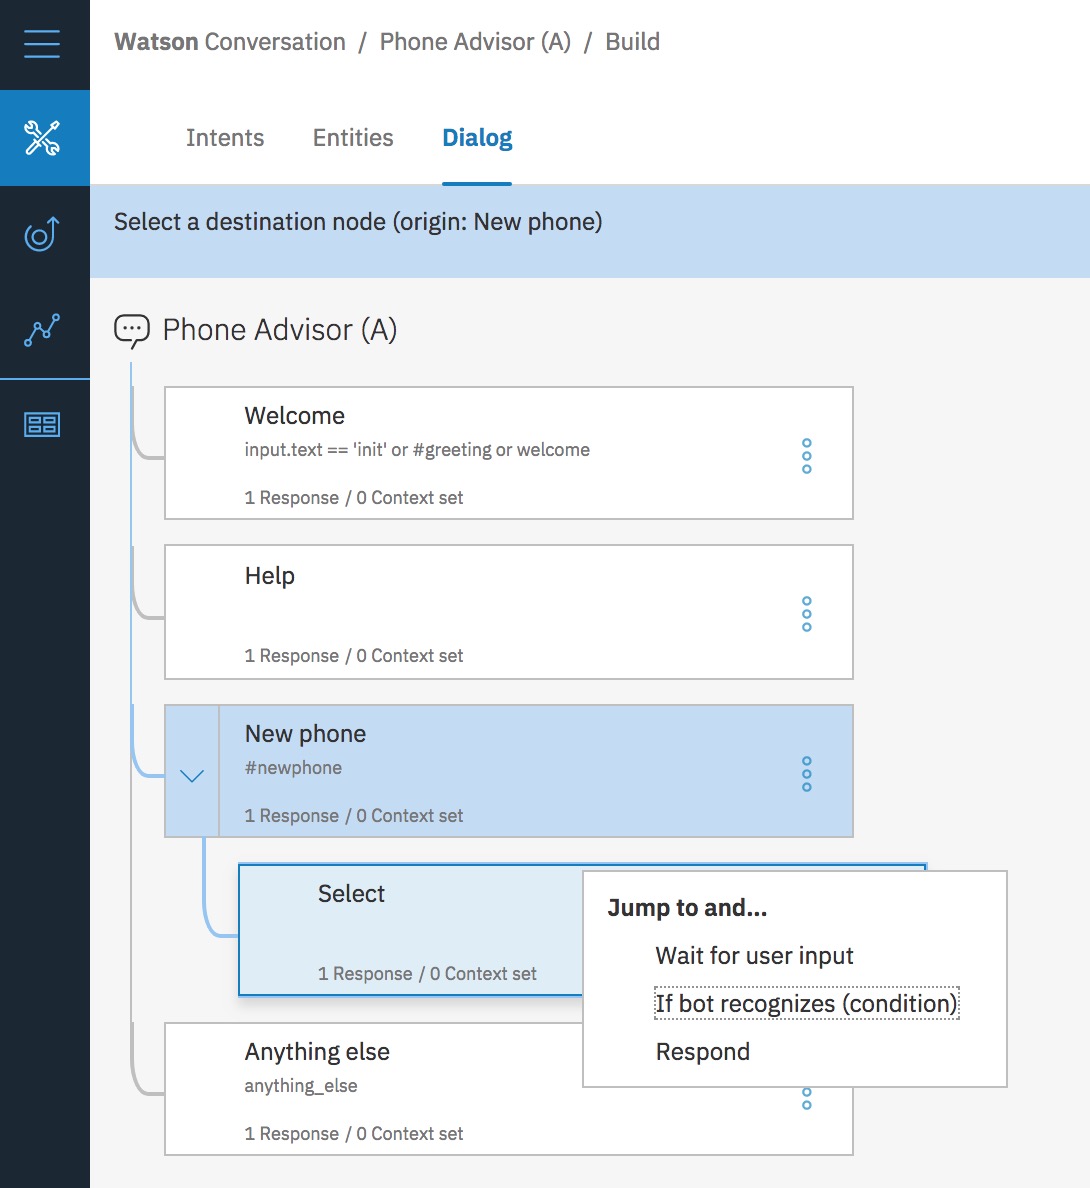 Watson Conversation / Phone Advisor (A) / Build
Intents Entities Dialog
Select a destination node (origin: New phone)
Phone Advisor (A)
Welcome
input.text == 'init' or #greeting or welcome
1 Response / 0 Context set
Help
1 Response / 0 Context set
New phone
#newphone
1 Response / 0 Context set
Select
1 Response / 0 Context set
Jump to and...
Wait for user input
If bot recognizes (condition)
Respond
Anything else
anything_else
1 Response / 0 Context set